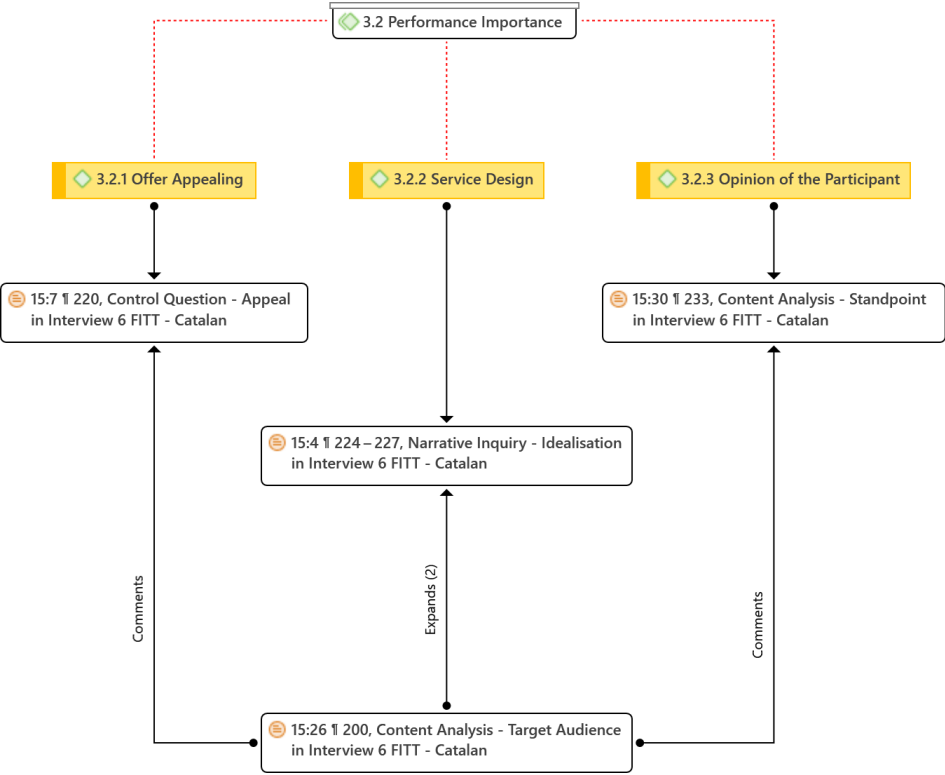 3.2 Performance Importance
3.2.1 Offer Appealing
3.2.2 Service Design
3.2.3 Opinion of the Participant
15:7 ¶ 220, Control Question - Appeal
in Interview 6 FITT - Catalan
15:30 ¶ 233, Content Analysis - Standpoint
in Interview 6 FITT - Catalan
15:4 ¶ 224 – 227, Narrative Inquiry - Idealisation
in Interview 6 FITT - Catalan
Comments
Expands (2)
Comments
15:26 ¶ 200, Content Analysis - Target Audience
in Interview 6 FITT - Catalan